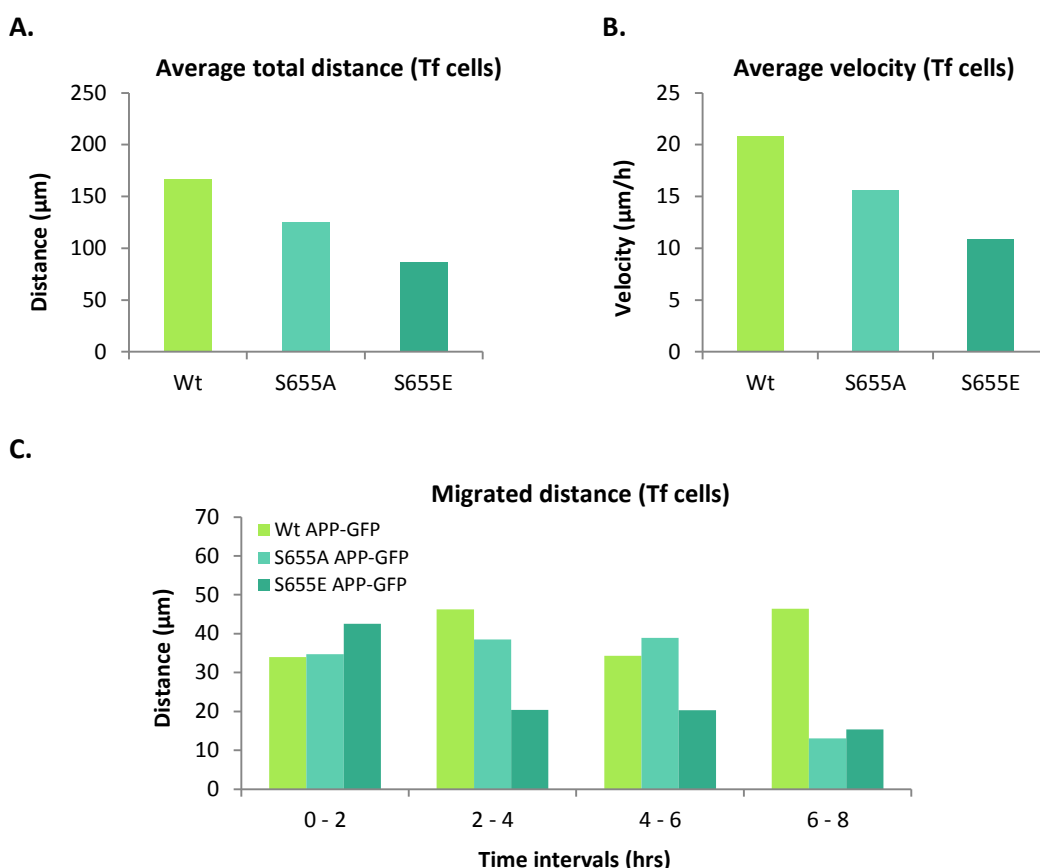 A.
Average total distance (Tf cells)
250
200
150
100
50
0
Distance (µm)
Wt
S655A
S655E
B.
Average velocity (Tf cells)
25
20
15
10
5
0
Velocity (µm/h)
Wt
S655A
S655E
C.
Migrated distance (Tf cells)
70
60
50
40
30
20
10
0
Distance (µm)
Wt APP-GFP
S655A APP-GFP
S655E APP-GFP
0 - 2
2 - 4
4 - 6
6 - 8
Time intervals (hrs)